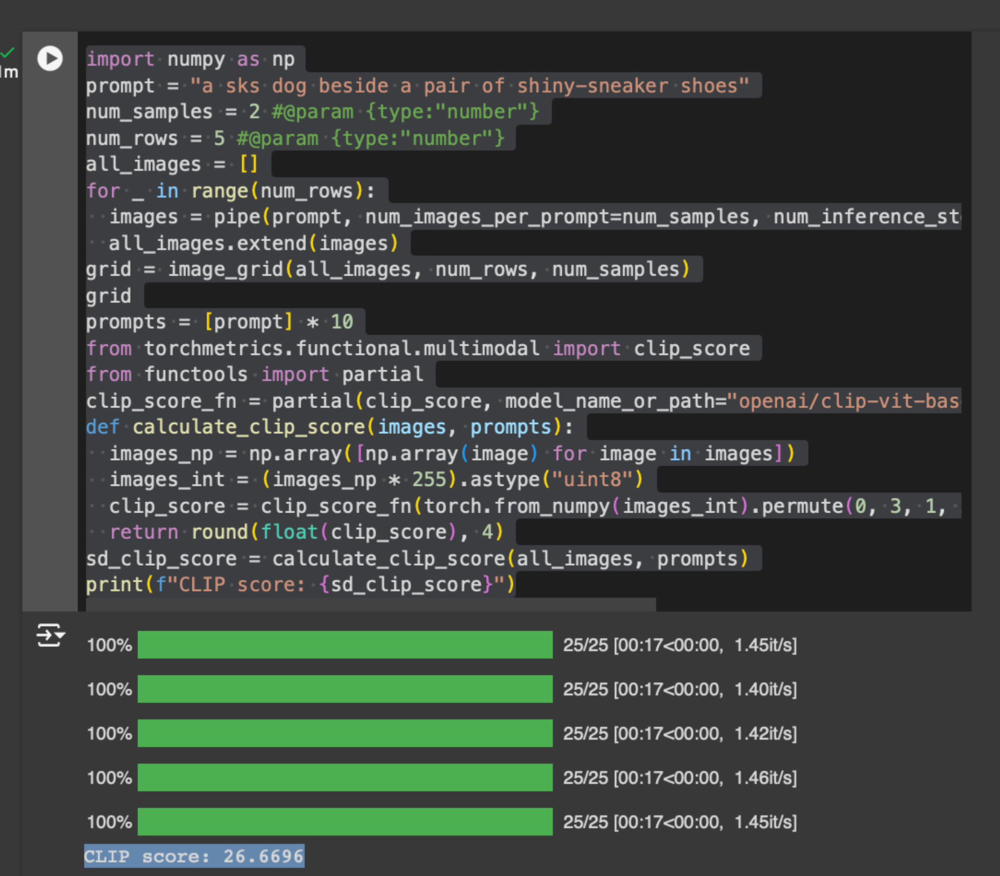 import numpy as np
prompt = "a sks dog beside a pair of shiny-sneaker shoes"
num_samples = 2 #@param {type:"number"}
num_rows = 5 #@param {type:"number"}
all_images = []
for _ in range(num_rows):
  images = pipe(prompt, num_images_per_prompt=num_samples, num_inference_st
  all_images.extend(images)
grid = image_grid(all_images, num_rows, num_samples)
grid
prompts = [prompt] * 10
from torchmetrics.functional.multimodal import clip_score
from functools import partial
clip_score_fn = partial(clip_score, model_name_or_path="openai/clip-vit-bas
def calculate_clip_score(images, prompts):
  images_np = np.array([np.array(image) for image in images])
  images_int = (images_np * 255).astype("uint8")
  clip_score = clip_score_fn(torch.from_numpy(images_int).permute(0, 3, 1,
  return round(float(clip_score), 4)
sd_clip_score = calculate_clip_score(all_images, prompts)
print(f"CLIP score: {sd_clip_score}")
100% 25/25 [00:17<00:00, 1.45it/s]
100% 25/25 [00:17<00:00, 1.40it/s]
100% 25/25 [00:17<00:00, 1.42it/s]
100% 25/25 [00:17<00:00, 1.46it/s]
100% 25/25 [00:17<00:00, 1.45it/s]
CLIP score: 26.6696